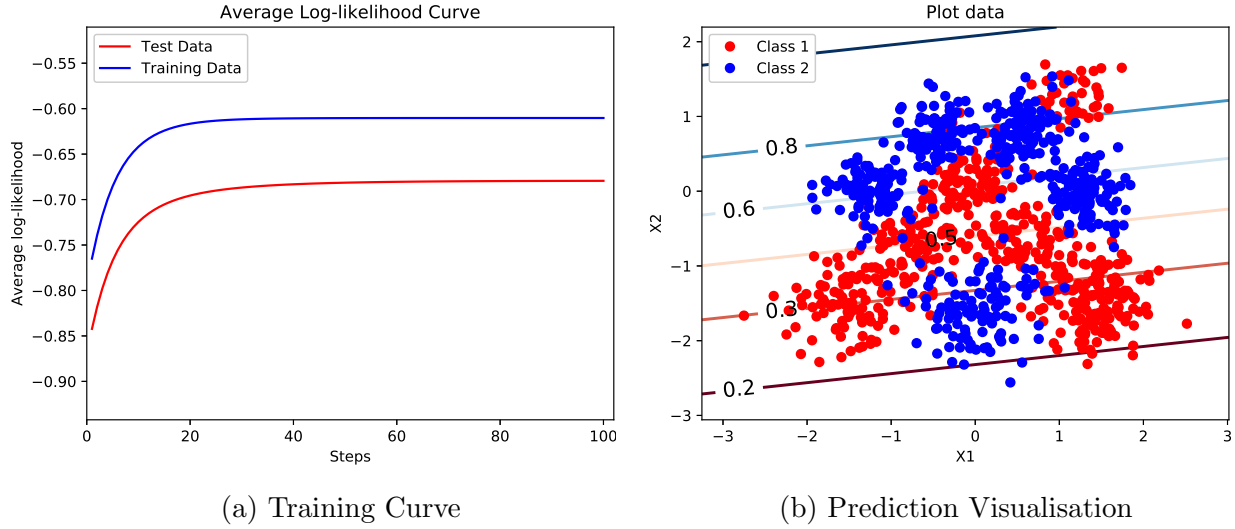 Average Log-likelihood Curve
Test Data
Training Data
−0.55
−0.60
−0.65
−0.70
−0.75
−0.80
−0.85
−0.90
Average log-likelihood
0 20 40 60 80 100
Steps
(a) Training Curve
Plot data
Class 1
Class 2
2
1
0
−1
−2
−3
X2
0.8
0.6
0.5
0.3
0.2
−3 −2 −1 0 1 2 3
X1
(b) Prediction Visualisation